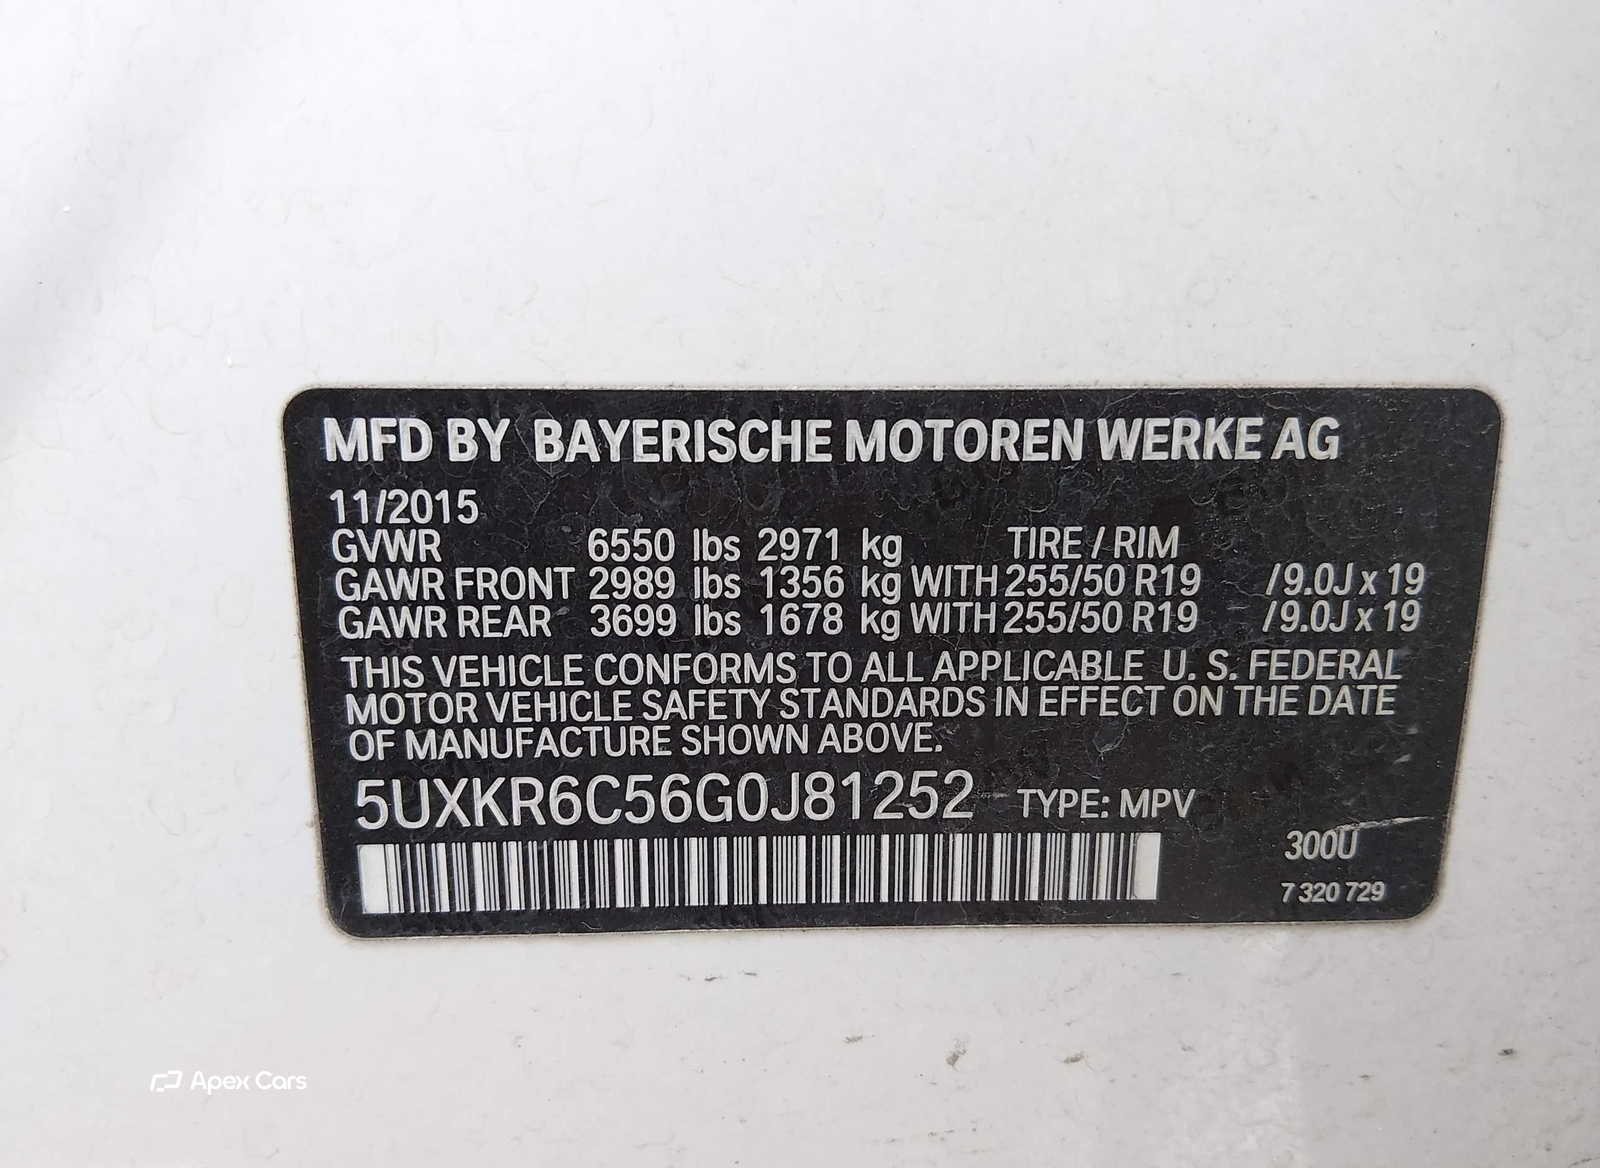 MFD BY BAYERISCHE MOTOREN WERKE AG
11/2015
GVWR 6550 lbs 2971 kg TIRE / RIM
GAWR FRONT 2989 lbs 1356 kg WITH 255/50 R19 /9.0J x 19
GAWR REAR 3699 lbs 1678 kg WITH 255/50 R19 /9.0J x 19
THIS VEHICLE CONFORMS TO ALL APPLICABLE U. S. FEDERAL
MOTOR VEHICLE SAFETY STANDARDS IN EFFECT ON THE DATE
OF MANUFACTURE SHOWN ABOVE.
5UXKR6C56G0J81252 TYPE: MPV
300U
7 320 729
Apex Cars